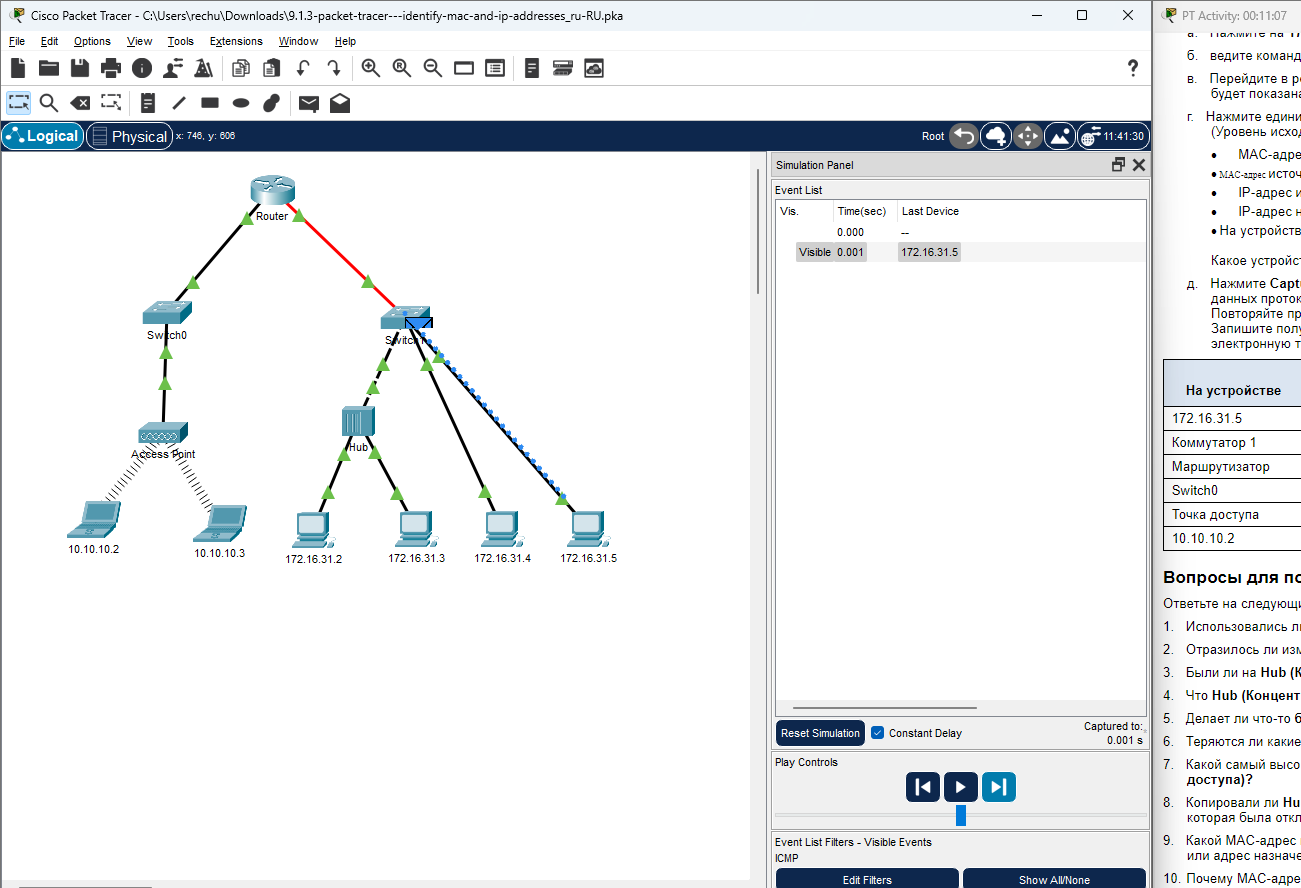 Cisco Packet Tracer - C:\Users\rechu\Downloads\9.1.3-packet-tracer---identify-mac-and-ip-addresses_ru-RU.pka
File Edit Options View Tools Extensions Window Help
Logical Physical x: 746, y: 606 Root 11:41:30
Router
Switch0
Switch1
Access Point
Hub
10.10.10.2
10.10.10.3
172.16.31.2
172.16.31.3
172.16.31.4
172.16.31.5
Simulation Panel
Event List
Vis. Time(sec) Last Device
0.000 --
Visible 0.001 172.16.31.5
Reset Simulation Constant Delay Captured to:
0.001 s
Play Controls
Event List Filters - Visible Events
ICMP
Edit Filters Show All/None
PT Activity: 00:11:07
а. Нажмите на 1
б. ведите команд
в. Перейдите в р
будет показана
г. Нажмите едини
(Уровень исход
• МАС-адре
• МАС-адрес источ
• IP-адрес и
• IP-адрес н
• На устройств
Какое устройст
д. Нажмите Capt
данных проток
Повторяйте пр
Запишите полу
электронную т
На устройстве
172.16.31.5
Коммутатор 1
Маршрутизатор
Switch0
Точка доступа
10.10.10.2
Вопросы для по
Ответьте на следующи
1. Использовались л
2. Отразилось ли изм
3. Были ли на Hub (К
4. Что Hub (Концент
5. Делает ли что-то б
6. Теряются ли какие
7. Какой самый высо
доступа)?
8. Копировали ли Hu
которая была откл
9. Какой МАС-адрес
или адрес назначе
10. Почему МАС-адре